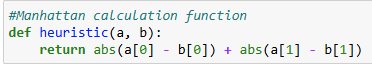 #Manhattan calculation function
def heuristic(a, b):
    return abs(a[0] - b[0]) + abs(a[1] - b[1])